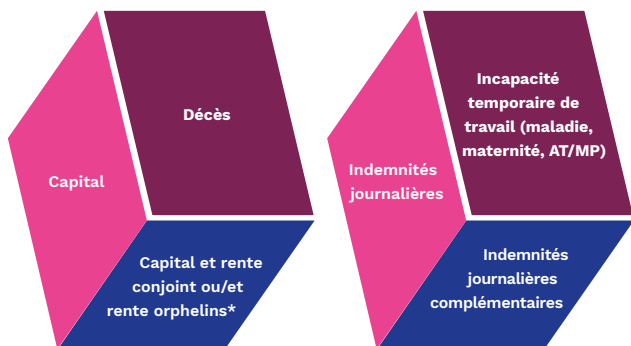 Décès
Capital
Capital et rente
conjoint ou/et
rente orphelins*
Incapacité
temporaire de
travail (maladie,
maternité, AT/MP)
Indemnités
journalières
Indemnités
journalières
complémentaires